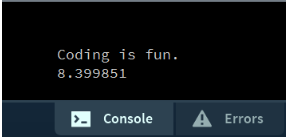 Coding is fun.
8.399851
Console
Errors